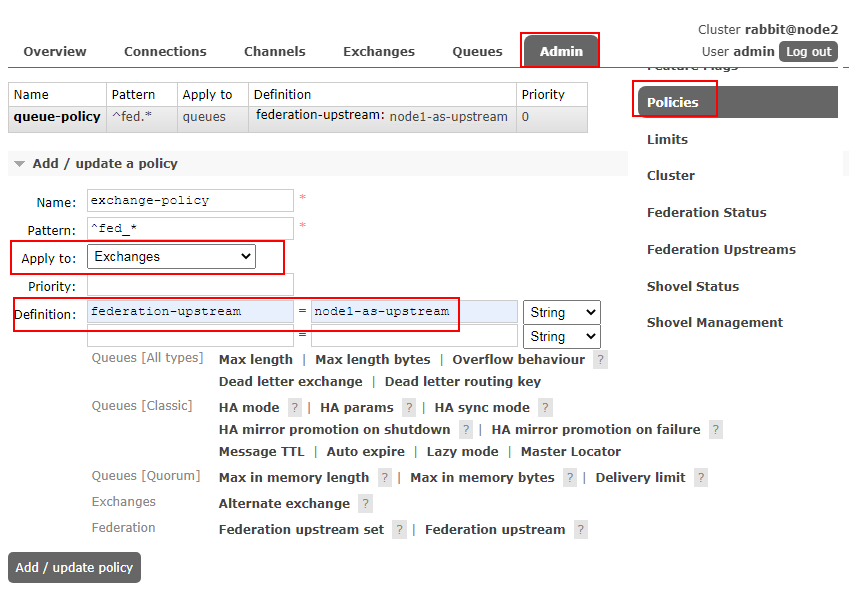 Cluster rabbit@node2
User admin Log out
Overview Connections Channels Exchanges Queues Admin
Feature Flags
Name Pattern Apply to Definition Priority
queue-policy ^fed.* queues federation-upstream: node1-as-upstream 0
Policies
Limits
Cluster
Federation Status
Federation Upstreams
Shovel Status
Shovel Management
Add / update a policy
Name: exchange-policy *
Pattern: ^fed_* *
Apply to: Exchanges
Priority:
Definition: federation-upstream = node1-as-upstream String
= String
Queues [All types] Max length | Max length bytes | Overflow behaviour ?
Dead letter exchange | Dead letter routing key
Queues [Classic] HA mode ? | HA params ? | HA sync mode ?
HA mirror promotion on shutdown ? | HA mirror promotion on failure ?
Message TTL | Auto expire | Lazy mode | Master Locator
Queues [Quorum] Max in memory length ? | Max in memory bytes ? | Delivery limit ?
Exchanges Alternate exchange ?
Federation Federation upstream set ? | Federation upstream ?
Add / update policy